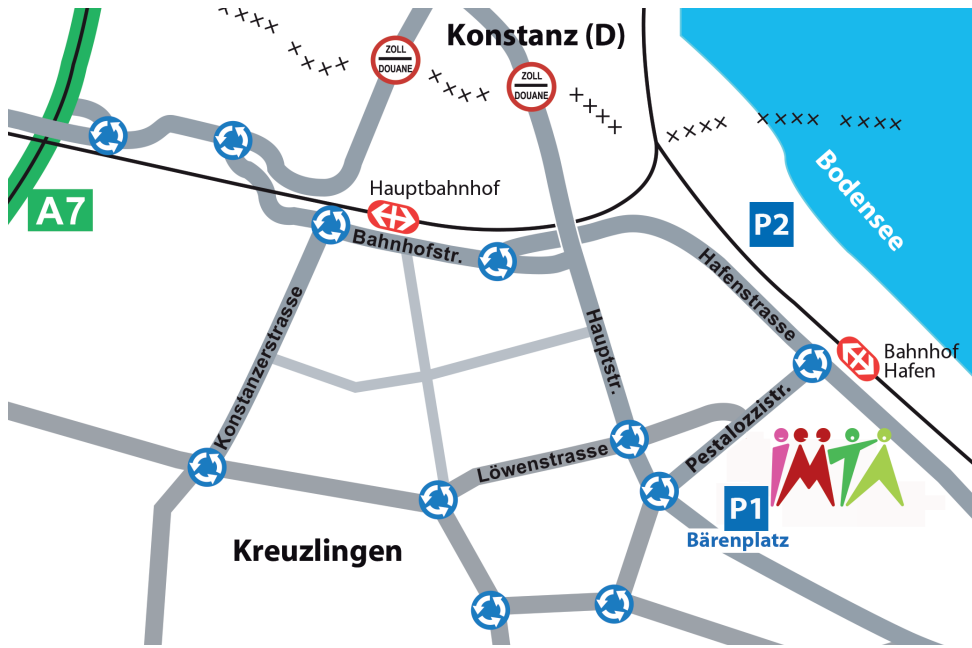 Konstanz (D)
ZOLL
DOUANE
ZOLL
DOUANE
Bodensee
A7
Hauptbahnhof
P2
Bahnhofstr.
Hafenstrasse
Konstanzerstrasse
Hauptstr.
Bahnhof
Hafen
Pestalozzistr.
Löwenstrasse
IMTA
P1
Bärenplatz
Kreuzlingen